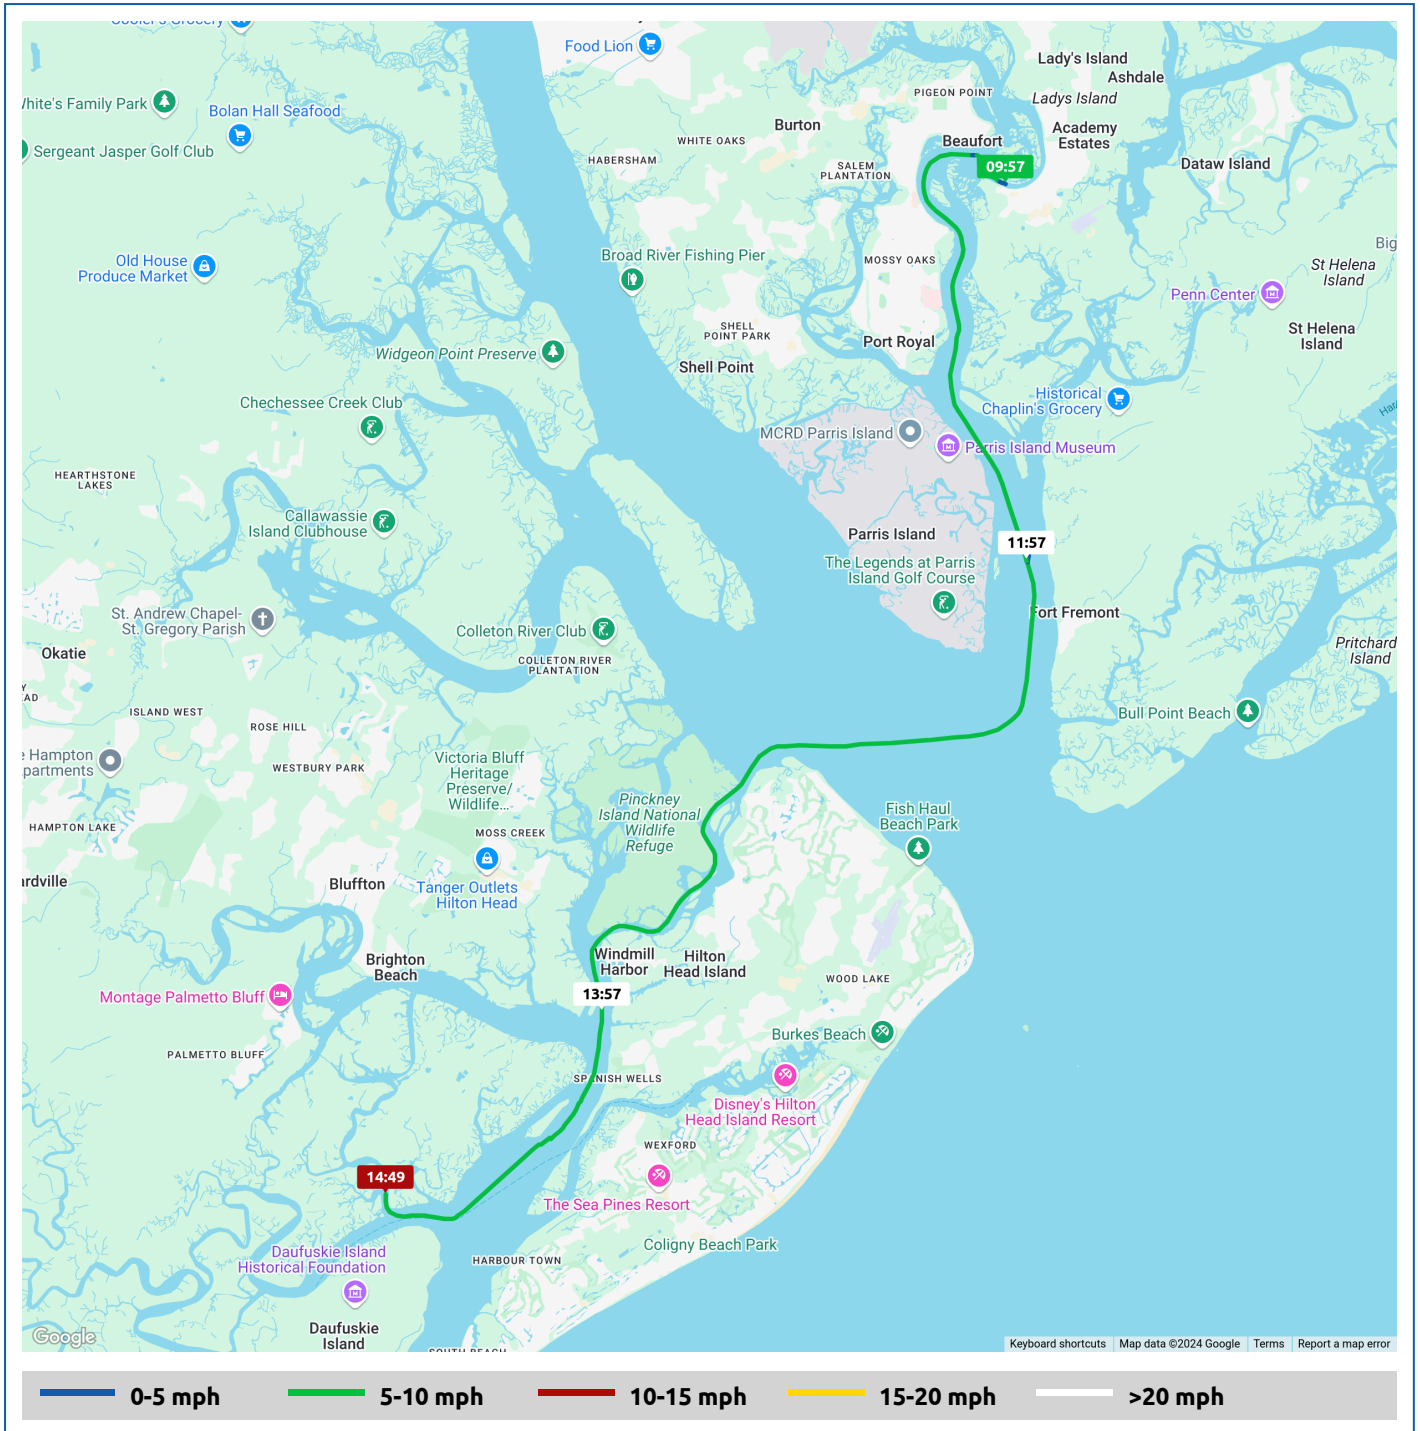 Cooler's Grocery
Food Lion
Lady's Island
Ashdale
Ladys Island
PIGEON POINT
White's Family Park
Bolan Hall Seafood
Burton
Beaufort
Academy
Estates
Sergeant Jasper Golf Club
WHITE OAKS
HABERSHAM
SALEM
PLANTATION
09:57
Dataw Island
Old House
Produce Market
Broad River Fishing Pier
MOSSY OAKS
Big
St Helena
Island
Penn Center
SHELL
POINT PARK
Port Royal
St Helena
Island
Widgeon Point Preserve
Shell Point
Chechessee Creek Club
Historical
Chaplin's Grocery
MCRD Parris Island
Parris Island Museum
HEARTHSTONE
LAKES
Callawassie
Island Clubhouse
Parris Island
11:57
The Legends at Parris
Island Golf Course
St. Andrew Chapel-
St. Gregory Parish
Colleton River Club
Fort Fremont
Okatie
COLLETON RIVER
PLANTATION
Pritchard
Island
ISLAND WEST
ROSE HILL
Bull Point Beach
e Hampton
partments
WESTBURY PARK
Victoria Bluff
Heritage
Preserve/
Wildlife...
Pinckney
Island National
Wildlife
Refuge
Fish Haul
Beach Park
HAMPTON LAKE
MOSS CREEK
ardville
Bluffton
Tanger Outlets
Hilton Head
Brighton
Beach
Windmill
Harbor
Hilton
Head Island
WOOD LAKE
Montage Palmetto Bluff
13:57
Burkes Beach
PALMETTO BLUFF
SPANISH WELLS
Disney's Hilton
Head Island Resort
WEXFORD
14:49
The Sea Pines Resort
Coligny Beach Park
Daufuskie Island
Historical Foundation
HARBOUR TOWN
Daufuskie
Island
SOUTH BEACH
Google
Keyboard shortcuts Map data ©2024 Google Terms Report a map error
0-5 mph 5-10 mph 10-15 mph 15-20 mph >20 mph